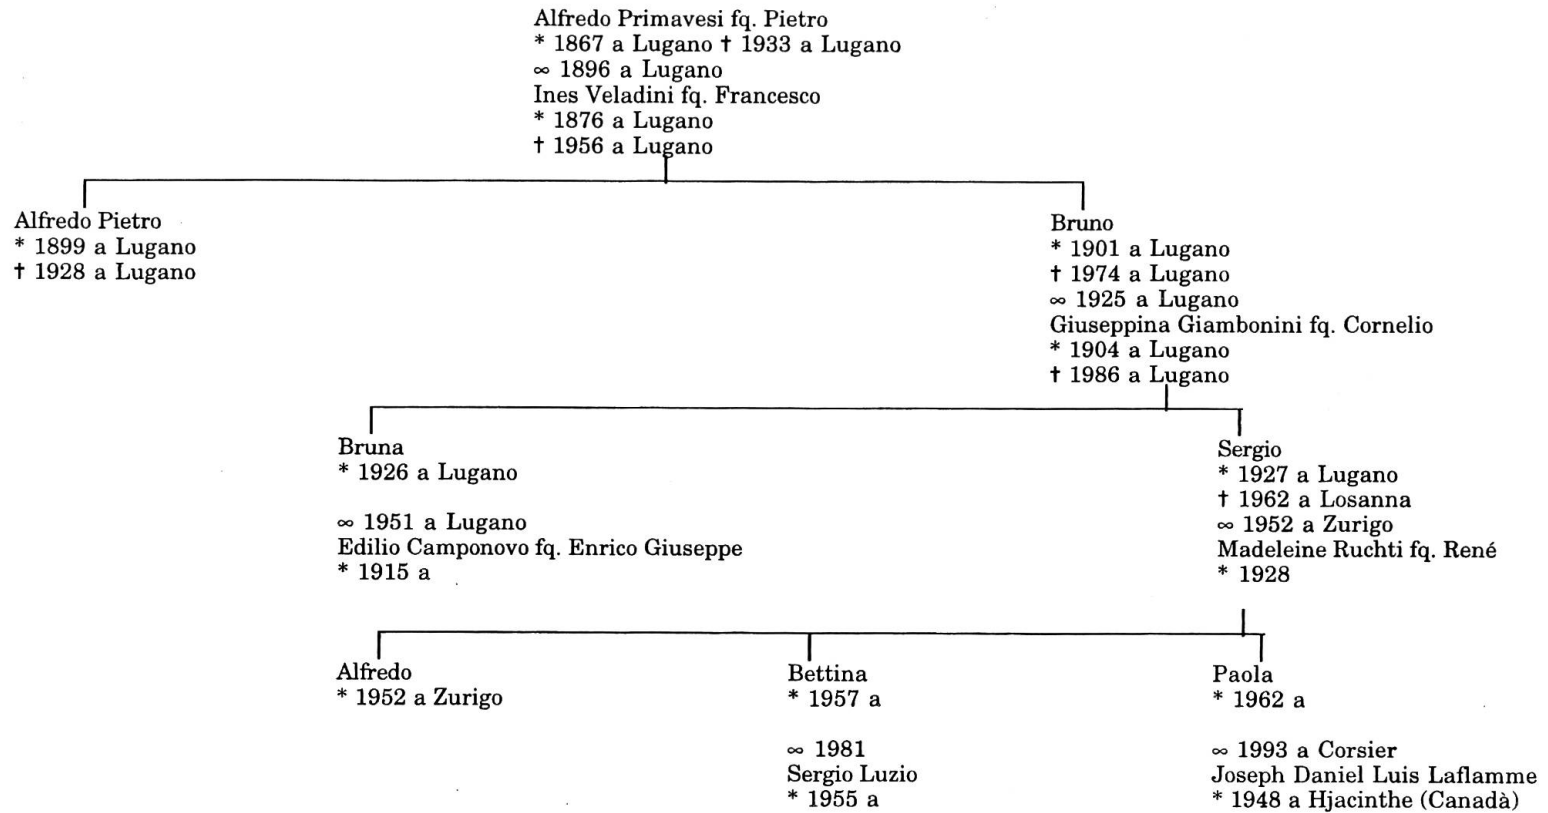 Alfredo Primavesi fq. Pietro
* 1867 a Lugano † 1933 a Lugano
∞ 1896 a Lugano
Ines Veladini fq. Francesco
* 1876 a Lugano
† 1956 a Lugano
Alfredo Pietro
* 1899 a Lugano
† 1928 a Lugano
Bruno
* 1901 a Lugano
† 1974 a Lugano
∞ 1925 a Lugano
Giuseppina Giambonini fq. Cornelio
* 1904 a Lugano
† 1986 a Lugano
Bruna
* 1926 a Lugano
∞ 1951 a Lugano
Edilio Camponovo fq. Enrico Giuseppe
* 1915 a
Sergio
* 1927 a Lugano
† 1962 a Losanna
∞ 1952 a Zurigo
Madeleine Ruchti fq. René
* 1928
Alfredo
* 1952 a Zurigo
Bettina
* 1957 a
∞ 1981
Sergio Luzio
* 1955 a
Paola
* 1962 a
∞ 1993 a Corsier
Joseph Daniel Luis Laflamme
* 1948 a Hjacinthe (Canadà)